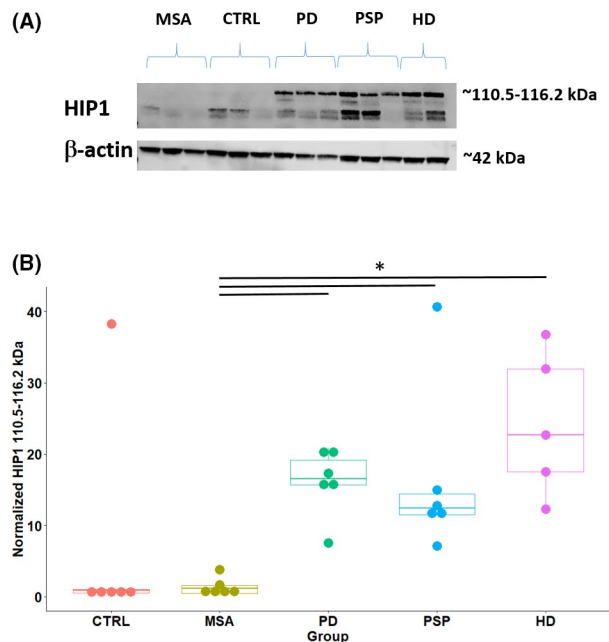 (A)
MSA CTRL PD PSP HD
HIP1
~110.5-116.2 kDa
β-actin
~42 kDa
(B)
*
Normalized HIP1 110.5-116.2 kDa
40
30
20
10
0
CTRL MSA PD PSP HD
Group